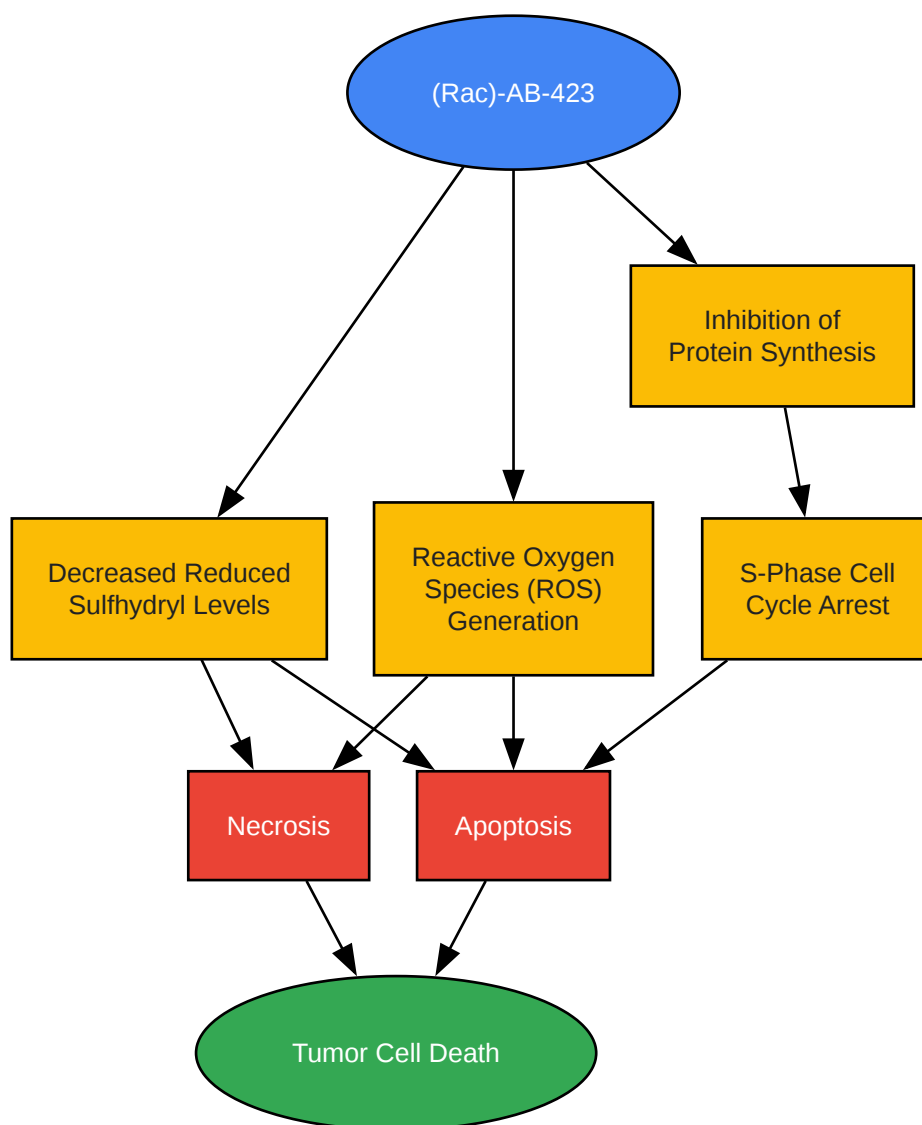 (Rac)-AB-423
Inhibition of
Protein Synthesis
Decreased Reduced
Sulfhydryl Levels
Reactive Oxygen
Species (ROS)
Generation
S-Phase Cell
Cycle Arrest
Necrosis
Apoptosis
Tumor Cell Death